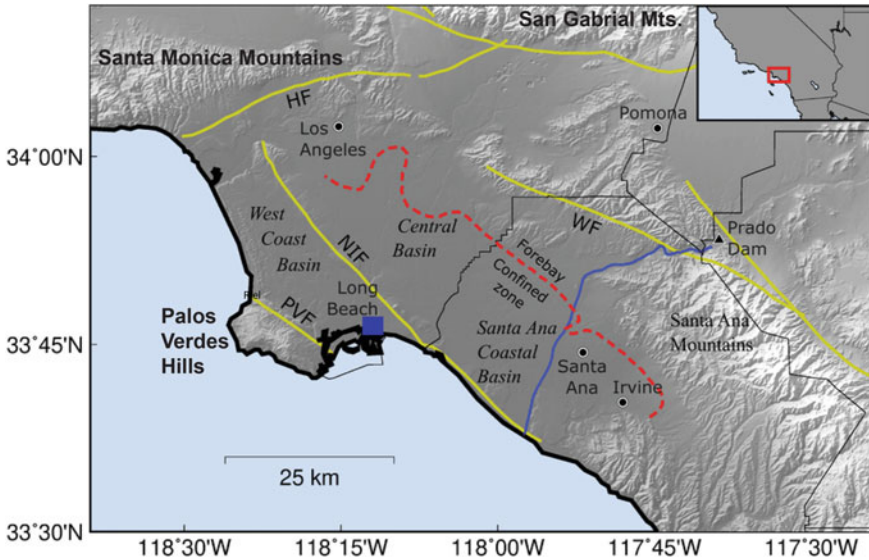 San Gabrial Mts.
Santa Monica Mountains
HF
Los
Angeles
Pomona
34°00'N
West
Coast
Basin
NIF
Central
Basin
WF
Prado
Dam
Forebay
Confined
zone
PVF
Long
Beach
Palos
Verdes
Hills
33°45'N
Santa Ana
Coastal
Basin
Santa Ana
Mountains
Santa
Ana
Irvine
25 km
33°30'N
118°30'W
118°15'W
118°00'W
117°45'W
117°30'W